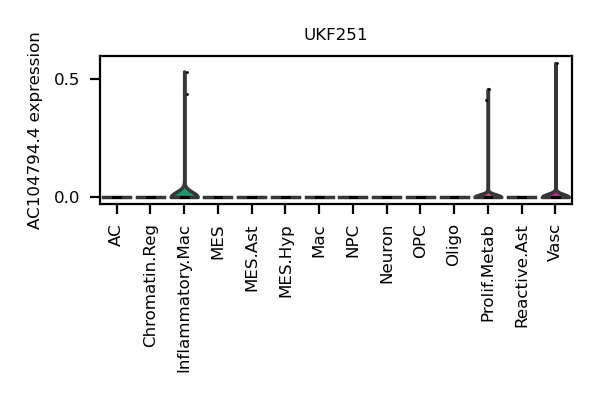 UKF251
AC104794.4 expression
0.5
0.0
AC
Chromatin.Reg
Inflammatory.Mac
MES
MES.Ast
MES.Hyp
Mac
NPC
Neuron
OPC
Oligo
Prolif.Metab
Reactive.Ast
Vasc